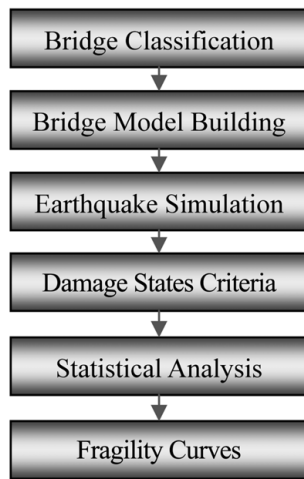 Bridge Classification
Bridge Model Building
Earthquake Simulation
Damage States Criteria
Statistical Analysis
Fragility Curves